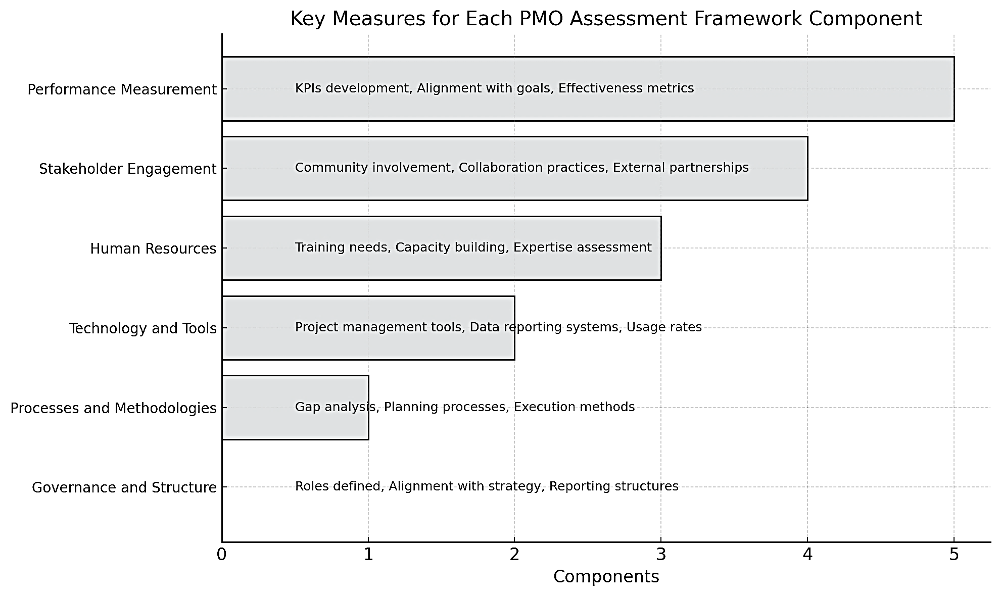 Key Measures for Each PMO Assessment Framework Component
Performance Measurement
KPIs development, Alignment with goals, Effectiveness metrics
Stakeholder Engagement
Community involvement, Collaboration practices, External partnerships
Human Resources
Training needs, Capacity building, Expertise assessment
Technology and Tools
Project management tools, Data reporting systems, Usage rates
Processes and Methodologies
Gap analysis, Planning processes, Execution methods
Governance and Structure
Roles defined, Alignment with strategy, Reporting structures
0 1 2 3 4 5
Components